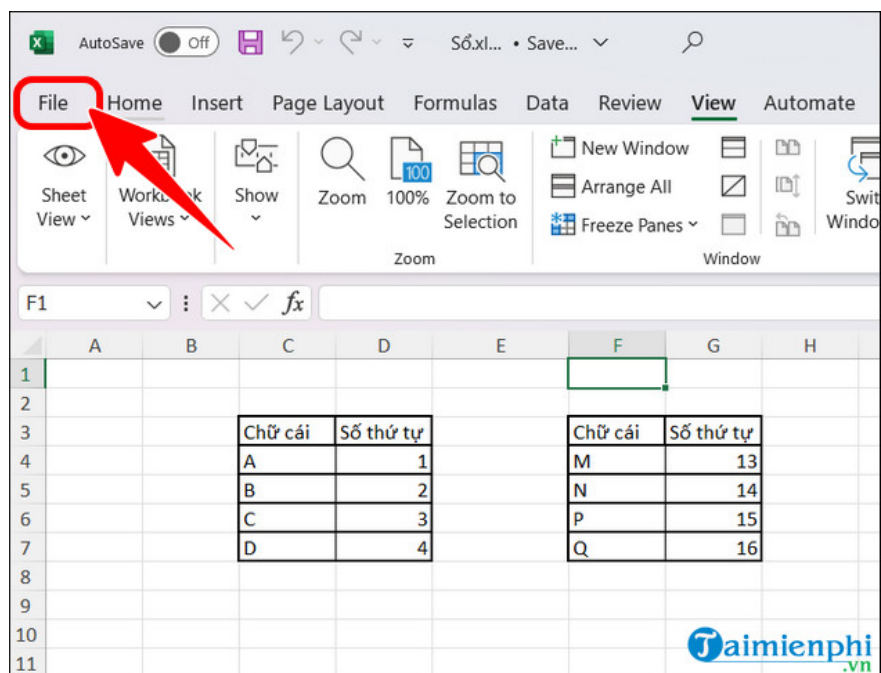 AutoSave Off Sổ.xl... • Save...
File Home Insert Page Layout Formulas Data Review View Automate
New Window
100
Arrange All
Sheet Show Zoom 100% Zoom to
View Views Selection Freeze Panes
Zoom Window
F1 fx
A B C D E F G H
1
2
3 Chữ cái Số thứ tự Chữ cái Số thứ tự
4 A 1 M 13
5 B 2 N 14
6 C 3 P 15
7 D 4 Q 16
8
9
10
11
Taimienphi
.vn